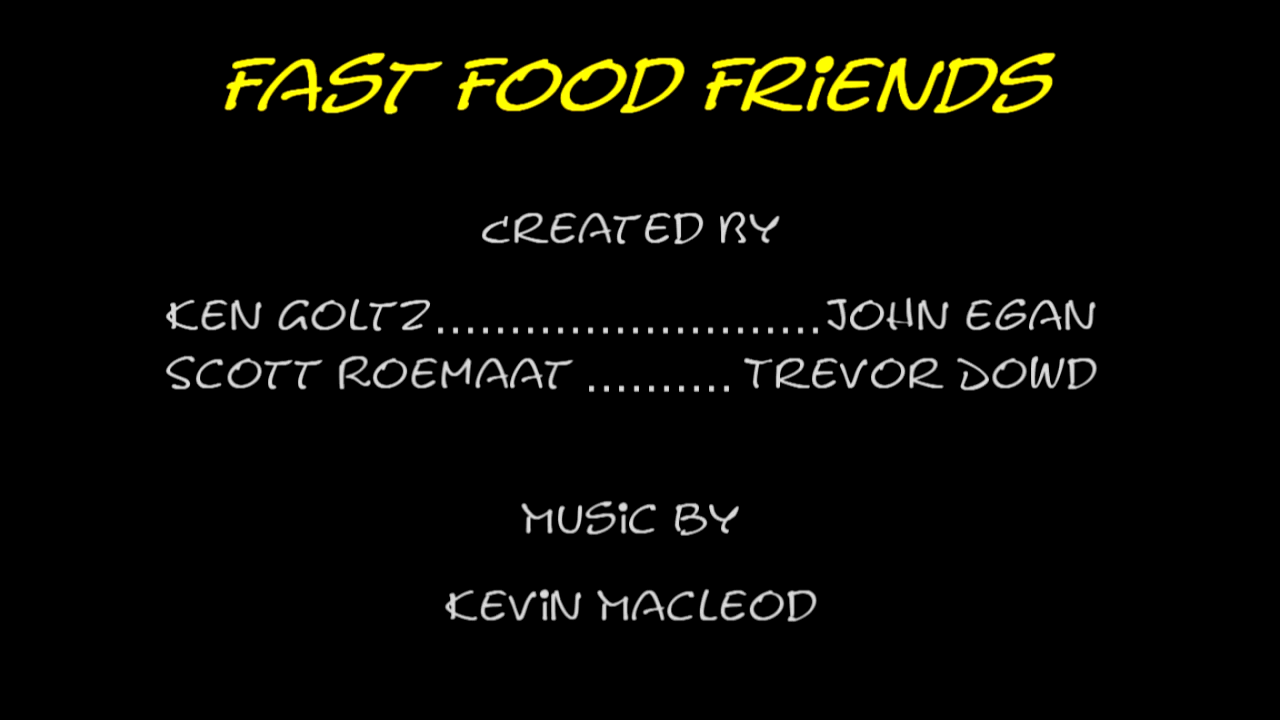 FAST FOOD FRiENDS
CREATED BY
KEN GOLTZ..........................JOHN EGAN
SCOTT ROEMAAT .......... TREVOR DOWD
MUSiC BY
KEViN MACLEOD